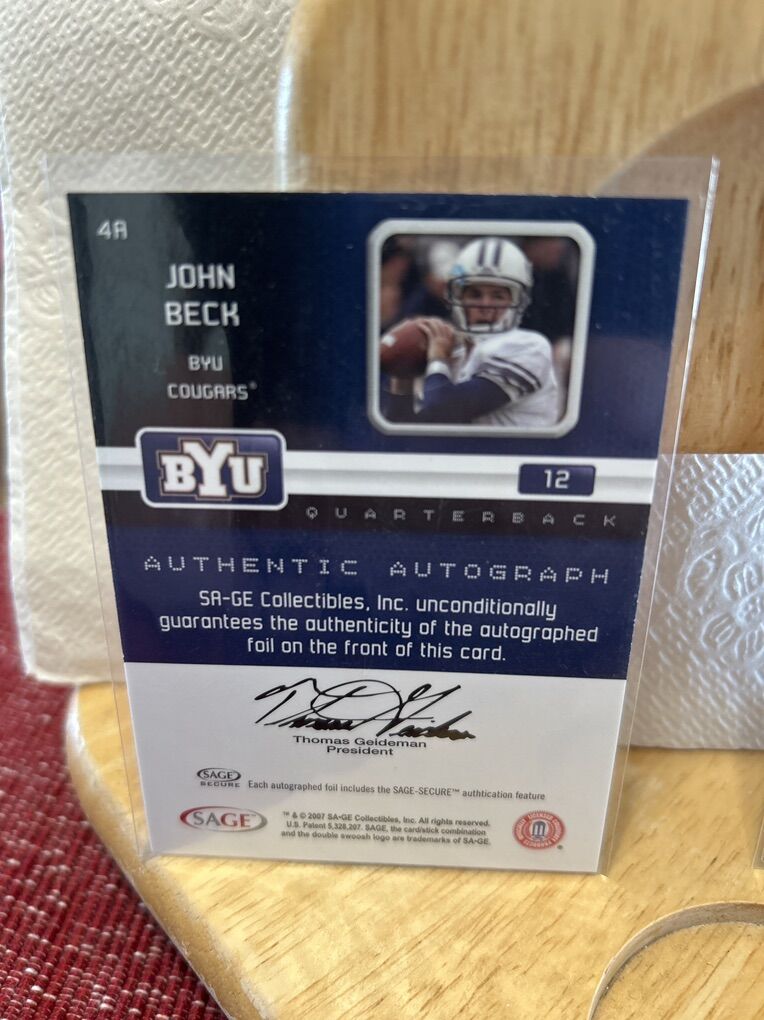 4A
JOHN
BECK
BYU
COUGARS®
BYU
12
QUARTERBACK
AUTHENTIC AUTOGRAPH
SA-GE Collectibles, Inc. unconditionally
guarantees the authenticity of the autographed
foil on the front of this card.
Thomas Geideman
President
SAGE
SECURE
Each autographed foil includes the SAGE-SECURE™ authtication feature
SAGE
™ & © 2007 SA•GE Collectibles, Inc. All rights reserved.
U.S. Patent 5,328,207. SAGE, the card/stick combination
and the double swoosh logo are trademarks of SA•GE.